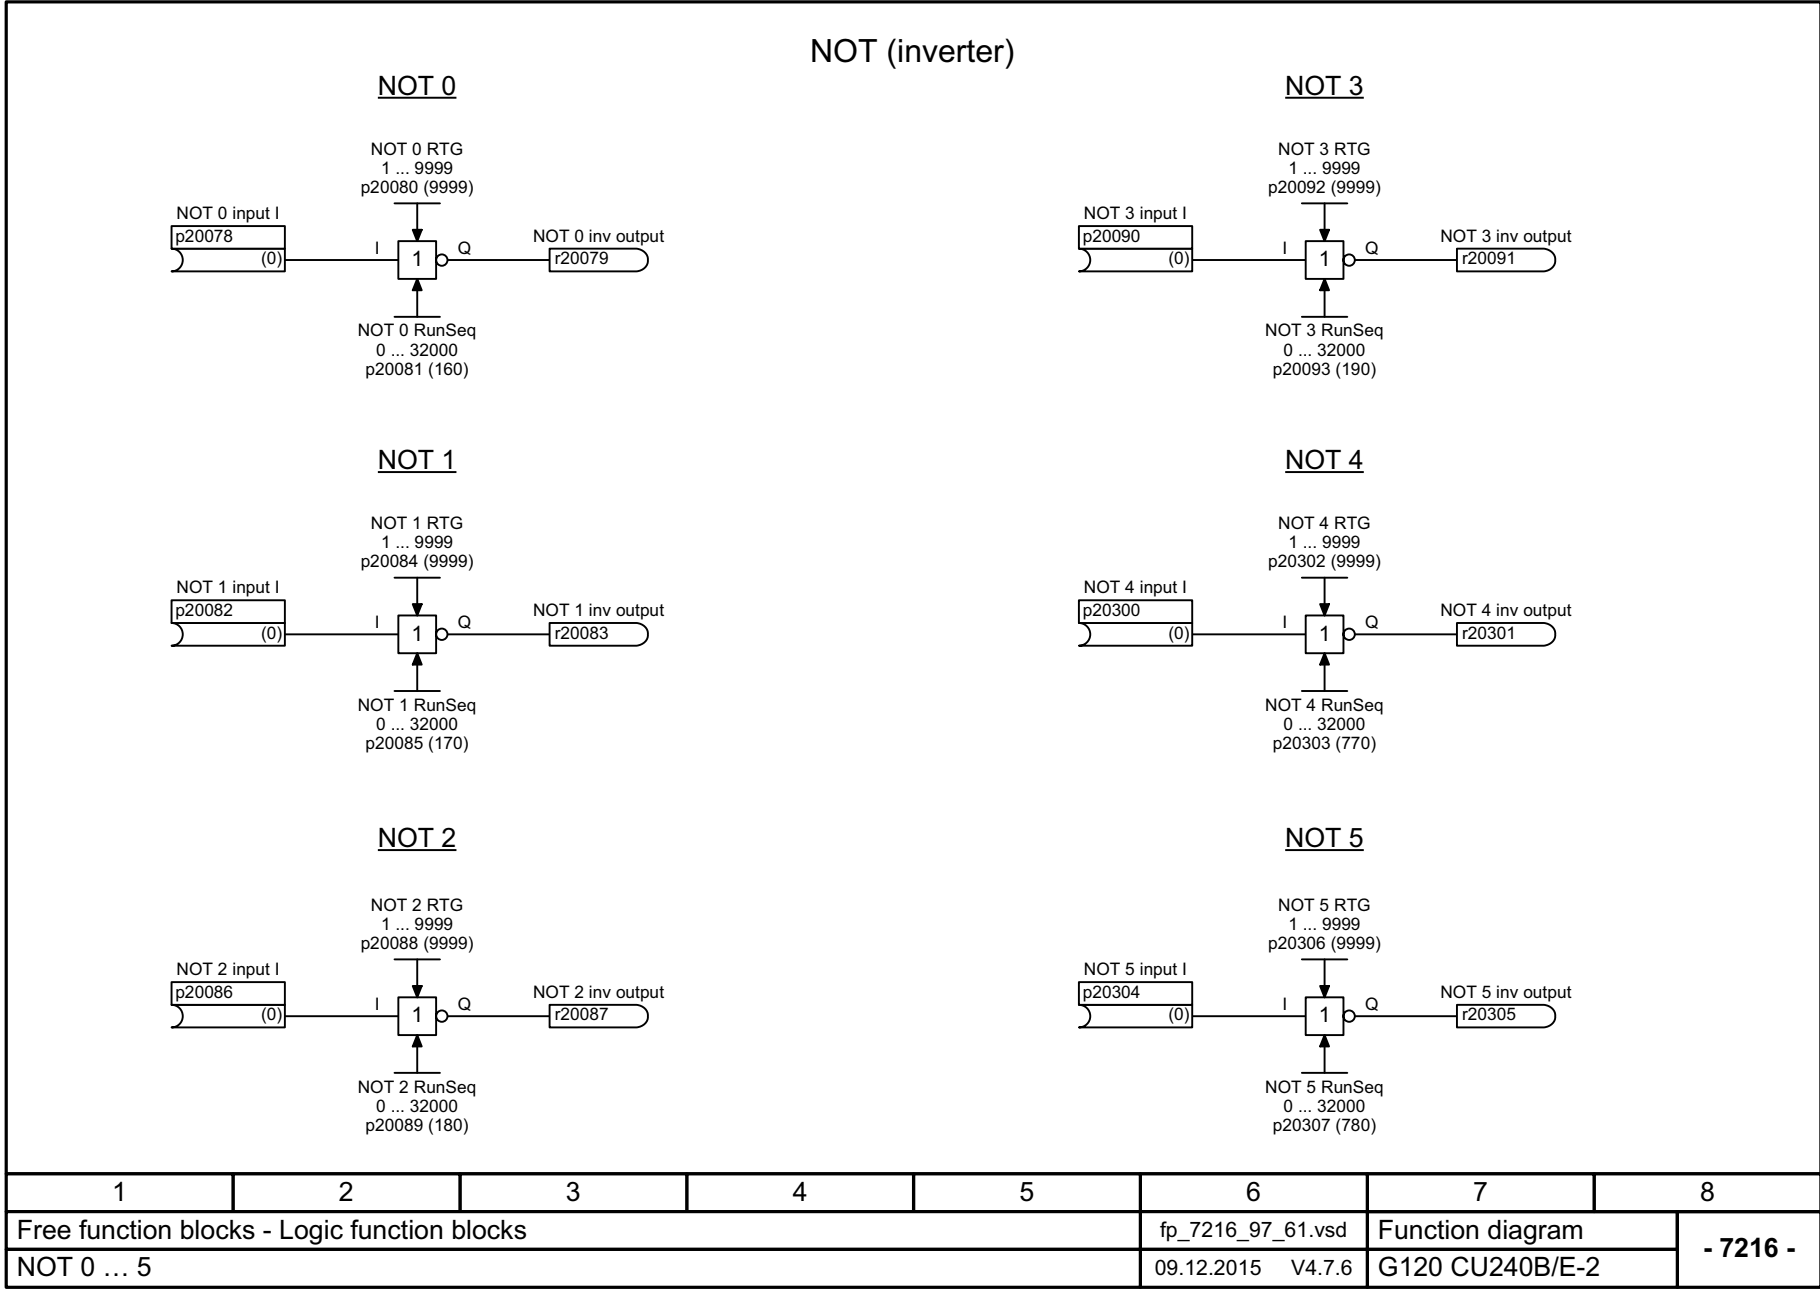 NOT (inverter)
NOT 0
NOT 0 RTG
1 ... 9999
p20080 (9999)
NOT 0 input I
p20078
(0)
I
1
Q
NOT 0 inv output
r20079
NOT 0 RunSeq
0 ... 32000
p20081 (160)
NOT 1
NOT 1 RTG
1 ... 9999
p20084 (9999)
NOT 1 input I
p20082
(0)
I
1
Q
NOT 1 inv output
r20083
NOT 1 RunSeq
0 ... 32000
p20085 (170)
NOT 2
NOT 2 RTG
1 ... 9999
p20088 (9999)
NOT 2 input I
p20086
(0)
I
1
Q
NOT 2 inv output
r20087
NOT 2 RunSeq
0 ... 32000
p20089 (180)
NOT 3
NOT 3 RTG
1 ... 9999
p20092 (9999)
NOT 3 input I
p20090
(0)
I
1
Q
NOT 3 inv output
r20091
NOT 3 RunSeq
0 ... 32000
p20093 (190)
NOT 4
NOT 4 RTG
1 ... 9999
p20302 (9999)
NOT 4 input I
p20300
(0)
I
1
Q
NOT 4 inv output
r20301
NOT 4 RunSeq
0 ... 32000
p20303 (770)
NOT 5
NOT 5 RTG
1 ... 9999
p20306 (9999)
NOT 5 input I
p20304
(0)
I
1
Q
NOT 5 inv output
r20305
NOT 5 RunSeq
0 ... 32000
p20307 (780)
1 2 3 4 5 6 7 8
Free function blocks - Logic function blocks
fp_7216_97_61.vsd
Function diagram
- 7216 -
NOT 0 … 5
09.12.2015 V4.7.6
G120 CU240B/E-2